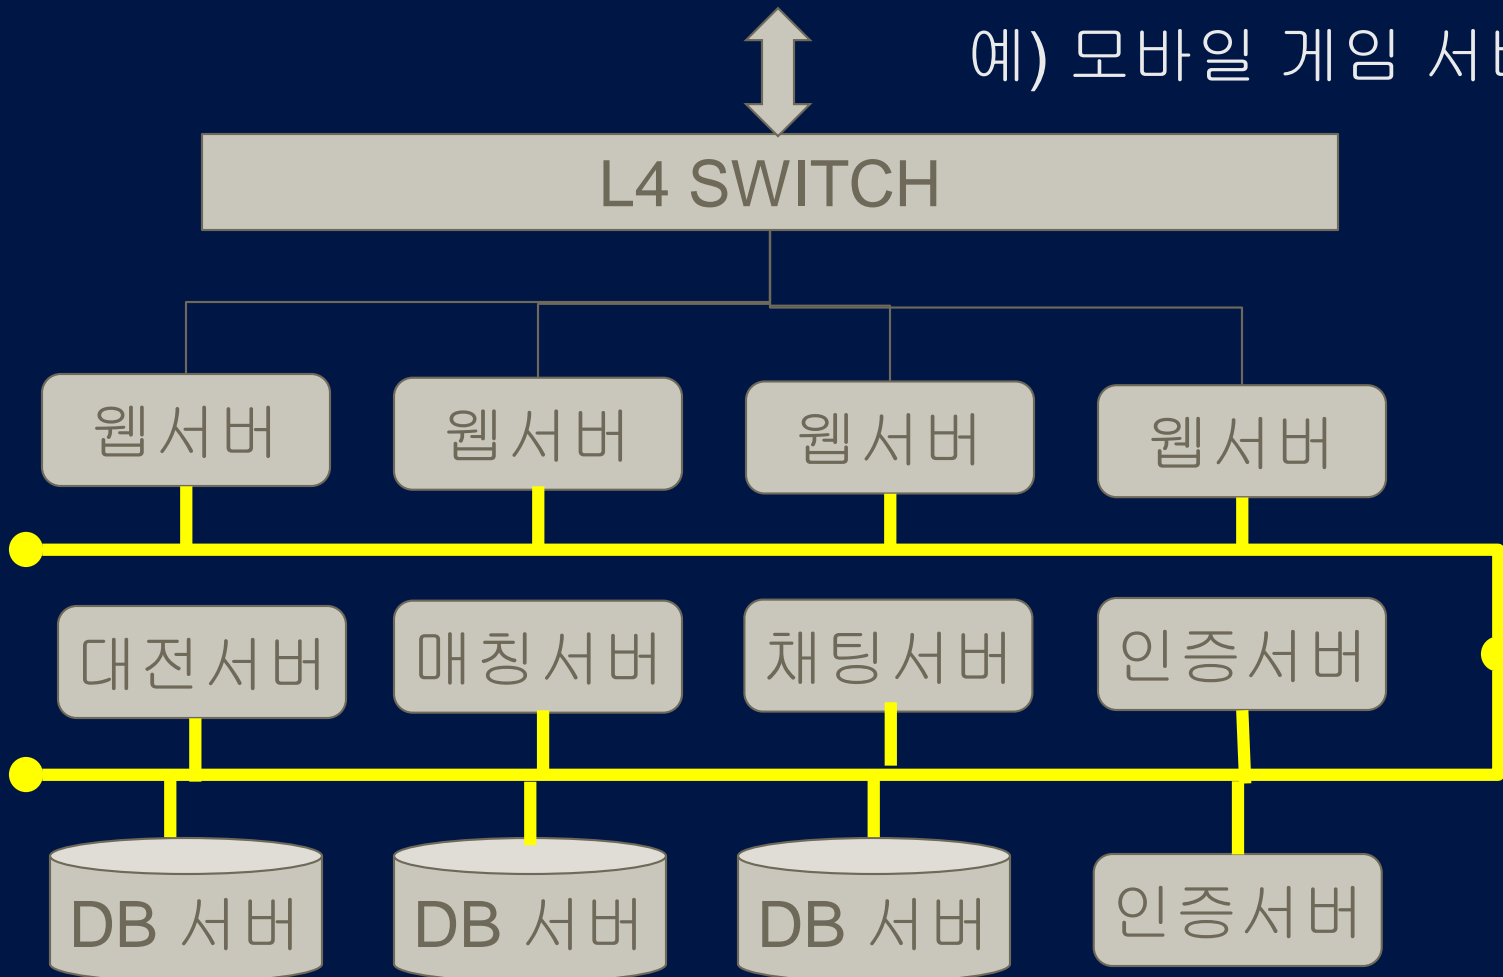 예) 모바일 게임
L4 SWITCH
웹서버 웹서버 웹서버 웹서버
대전서버 매칭서버 채팅서버 인증서버
DB 서버 DB 서버 DB 서버 인증서버